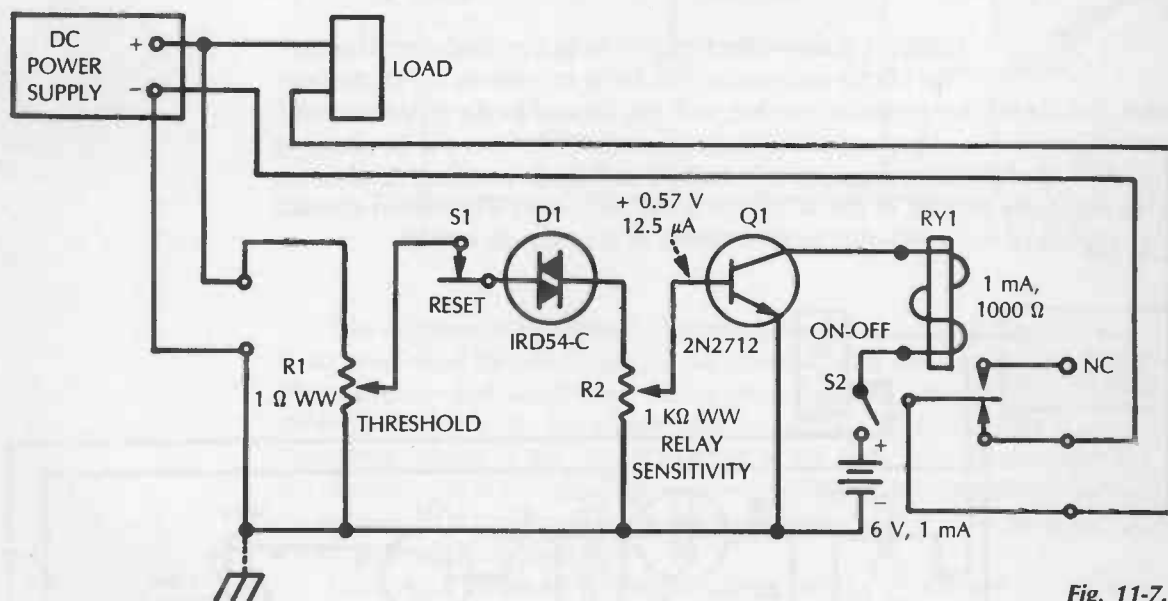 DC
POWER
SUPPLY
+
-
LOAD
S1
RESET
D1
IRD54-C
+ 0.57 V
12.5 µA
Q1
2N2712
RY1
1 mA,
1000 Ω
ON-OFF
S2
NC
R1
1 Ω WW
THRESHOLD
R2
1 KΩ WW
RELAY
SENSITIVITY
+
-
6 V, 1 mA
Fig. 11-7.